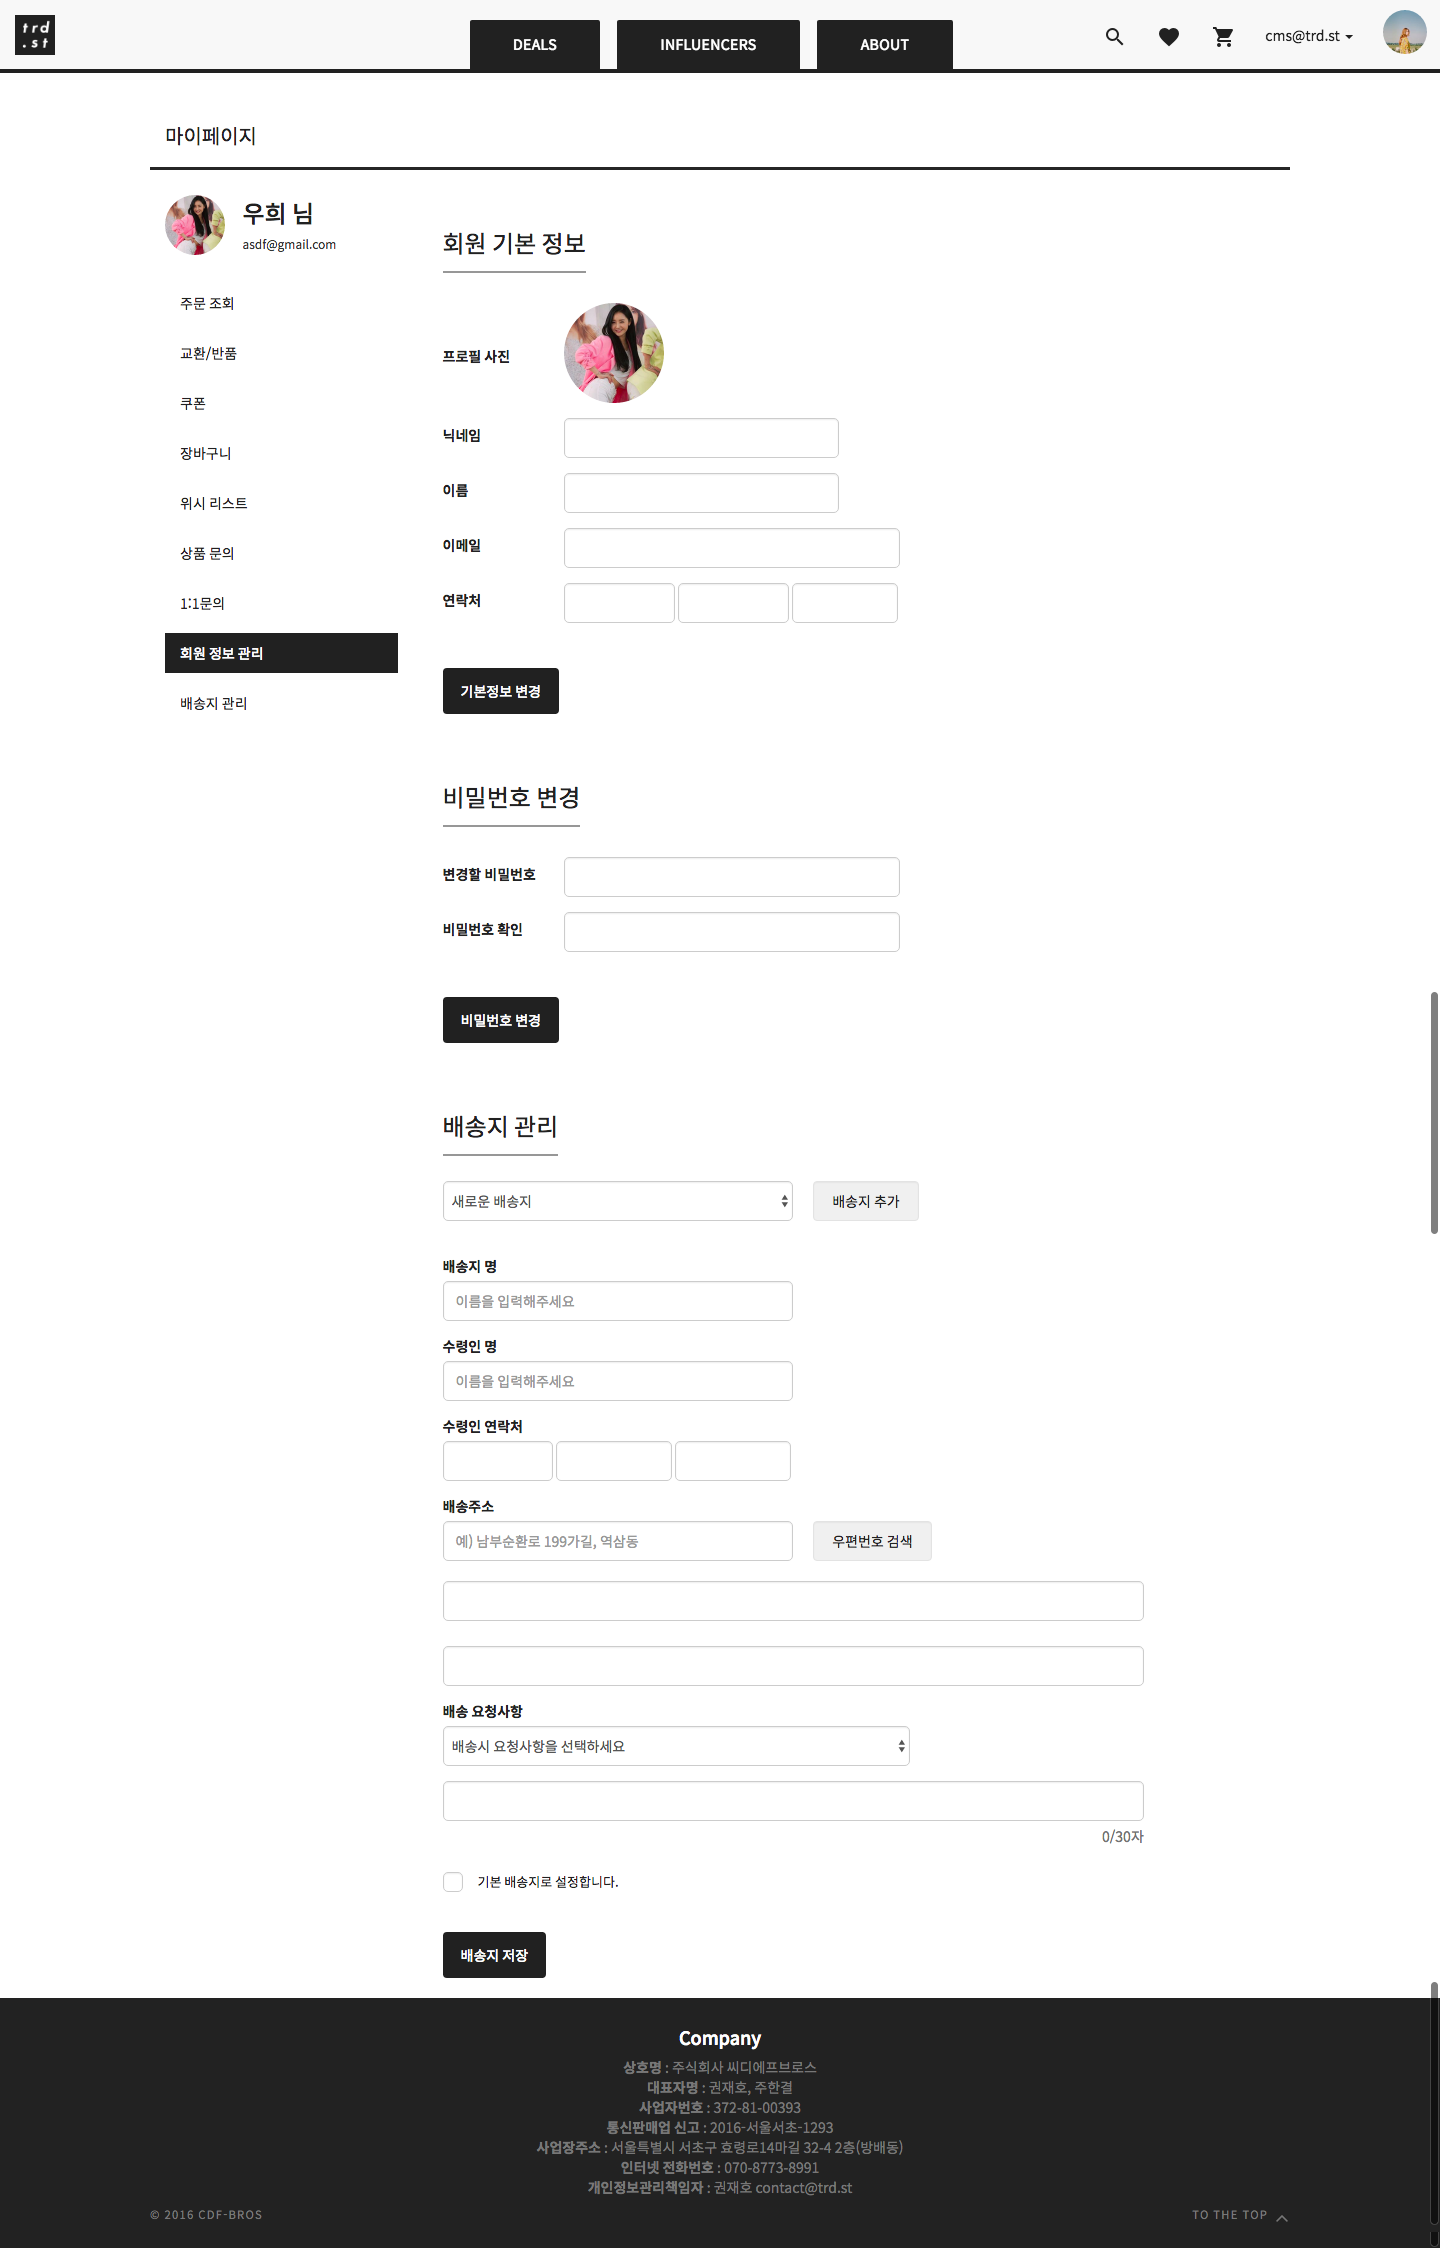 trd
.st
DEALS
INFLUENCERS
ABOUT
cms@trd.st
마이페이지
우희 님
asdf@gmail.com
주문 조회
교환/반품
쿠폰
장바구니
위시 리스트
상품 문의
1:1문의
회원 정보 관리
배송지 관리
회원 기본 정보
프로필 사진
닉네임
이름
이메일
연락처
기본정보 변경
비밀번호 변경
변경할 비밀번호
비밀번호 확인
비밀번호 변경
배송지 관리
새로운 배송지
배송지 추가
배송지 명
이름을 입력해주세요
수령인 명
이름을 입력해주세요
수령인 연락처
배송주소
예) 남부순환로 199가길, 역삼동
우편번호 검색
배송 요청사항
배송시 요청사항을 선택하세요
0/30자
기본 배송지로 설정합니다.
배송지 저장
Company
상호명 : 주식회사 씨디에프브로스
대표자명 : 권재호, 주한결
사업자번호 : 372-81-00393
통신판매업 신고 : 2016-서울서초-1293
사업장주소 : 서울특별시 서초구 효령로14마길 32-4 2층(방배동)
인터넷 전화번호 : 070-8773-8991
개인정보관리책임자 : 권재호 contact@trd.st
© 2016 CDF-BROS
TO THE TOP